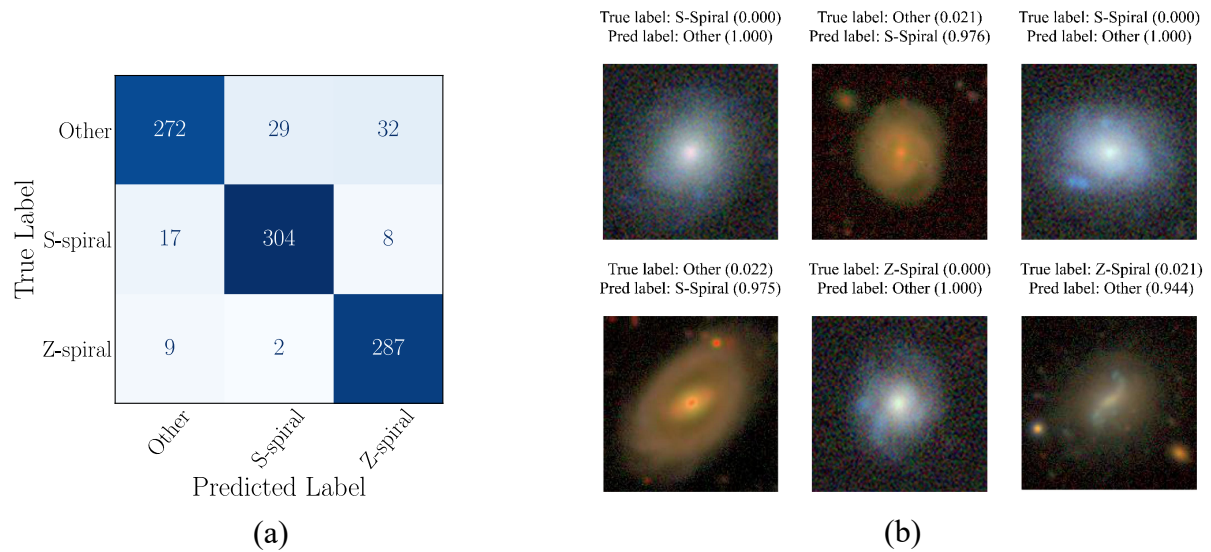 Other 272 29 32
S-spiral 17 304 8
Z-spiral 9 2 287
True Label
Other S-spiral Z-spiral
Predicted Label
(a)
True label: S-Spiral (0.000)
Pred label: Other (1.000)
True label: Other (0.021)
Pred label: S-Spiral (0.976)
True label: S-Spiral (0.000)
Pred label: Other (1.000)
True label: Other (0.022)
Pred label: S-Spiral (0.975)
True label: Z-Spiral (0.000)
Pred label: Other (1.000)
True label: Z-Spiral (0.021)
Pred label: Other (0.944)
(b)